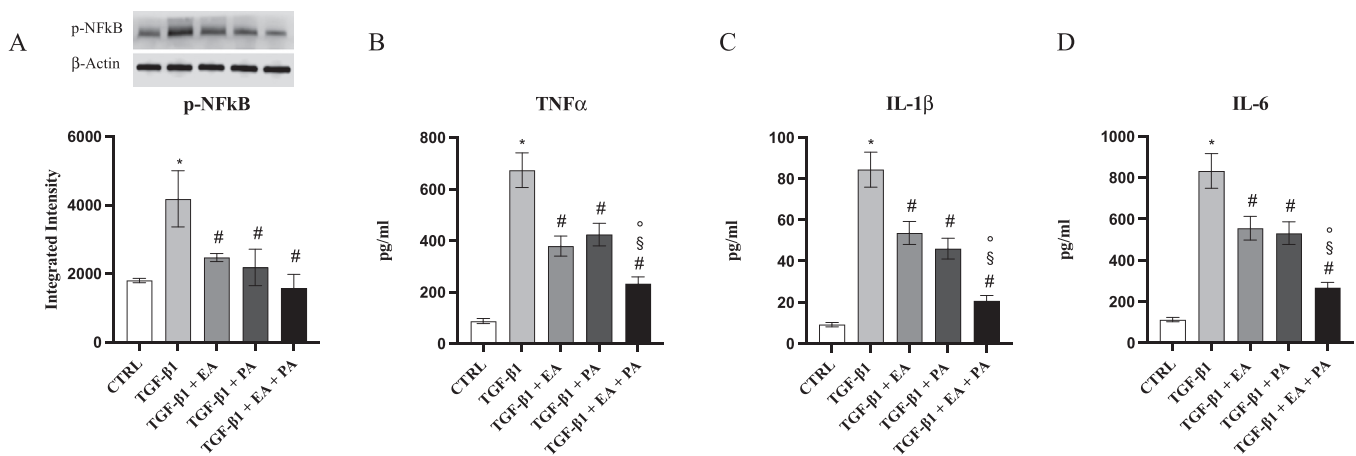 A
p-NFkB
β-Actin
p-NFkB
Integrated Intensity
6000
4000
2000
0
*
#
#
#
CTRL
TGF-β1
TGF-β1 + EA
TGF-β1 + PA
TGF-β1 + EA + PA
B
TNFα
pg/ml
800
600
400
200
0
*
#
#
°
§
#
CTRL
TGF-β1
TGF-β1 + EA
TGF-β1 + PA
TGF-β1 + EA + PA
C
IL-1β
pg/ml
100
80
60
40
20
0
*
#
#
°
§
#
CTRL
TGF-β1
TGF-β1 + EA
TGF-β1 + PA
TGF-β1 + EA + PA
D
IL-6
pg/ml
1000
800
600
400
200
0
*
#
#
°
§
#
CTRL
TGF-β1
TGF-β1 + EA
TGF-β1 + PA
TGF-β1 + EA + PA